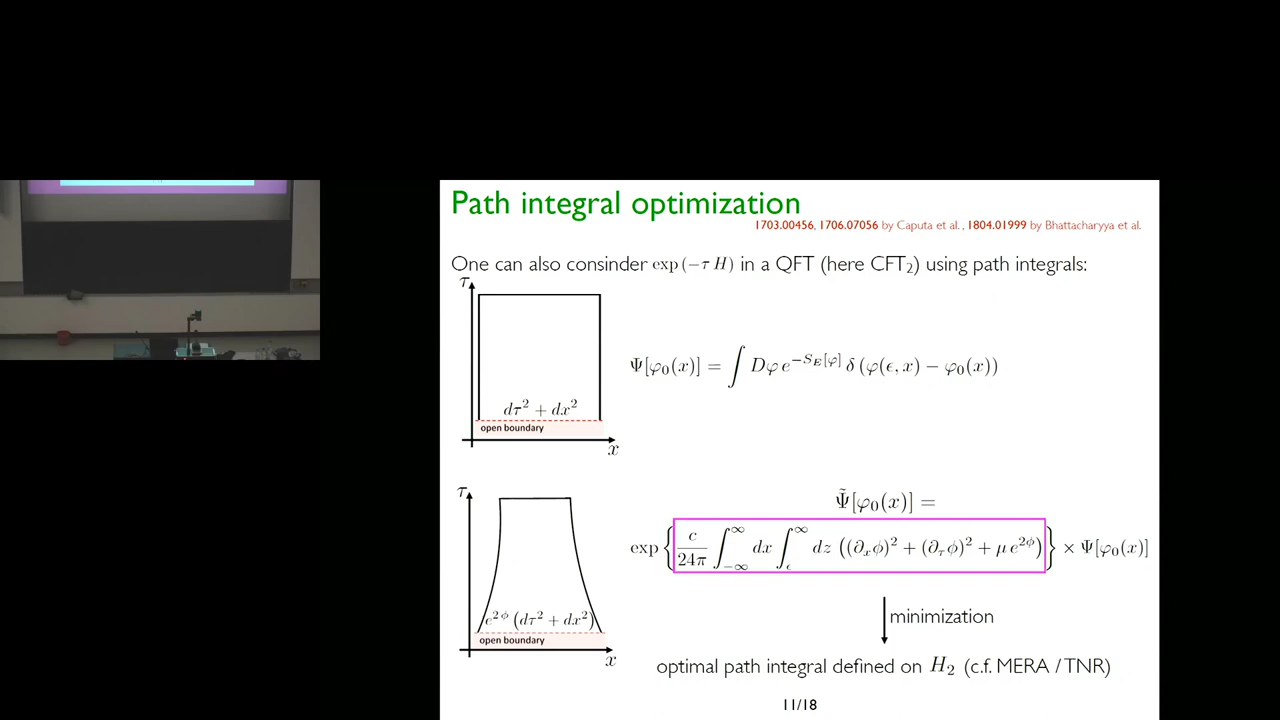 Path integral optimization
1703.00456, 1706.07056 by Caputa et al. , 1804.01999 by Bhattacharyya et al.
One can also consinder exp (−τ H) in a QFT (here CFT₂) using path integrals:
τ
Ψ[φ₀(x)] = ∫ Dφ e^{−S_E[φ]} δ (φ(ϵ, x) − φ₀(x))
dτ² + dx²
open boundary
x
τ
Ψ̃[φ₀(x)] =
exp { c/24π ∫_{−∞}^{∞} dx ∫_{ϵ}^{∞} dz ((∂ₓϕ)² + (∂_τϕ)² + μ e^{2ϕ}) } × Ψ[φ₀(x)]
minimization
e^{2ϕ} (dτ² + dx²)
open boundary
x
optimal path integral defined on H₂ (c.f. MERA / TNR)
11/18